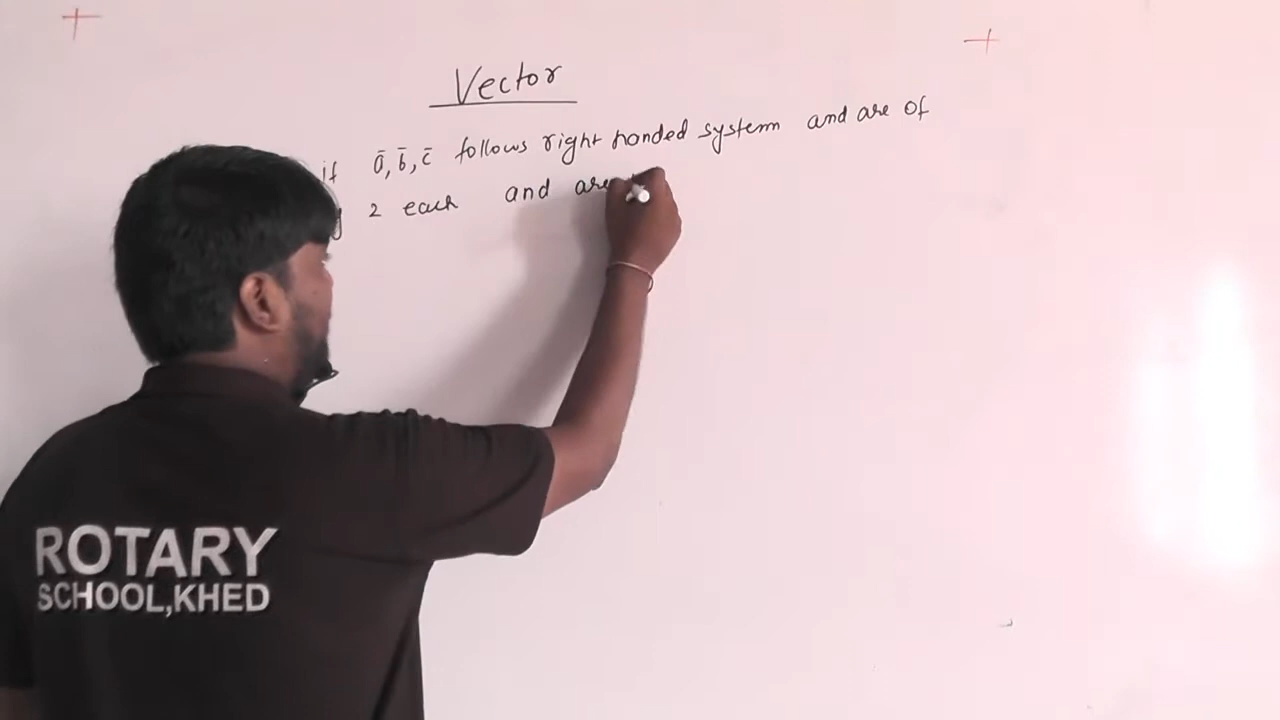 Vector
if ā, b̄, c̄ follows right handed system and are of
2 each and are
ROTARY
SCHOOL,KHED